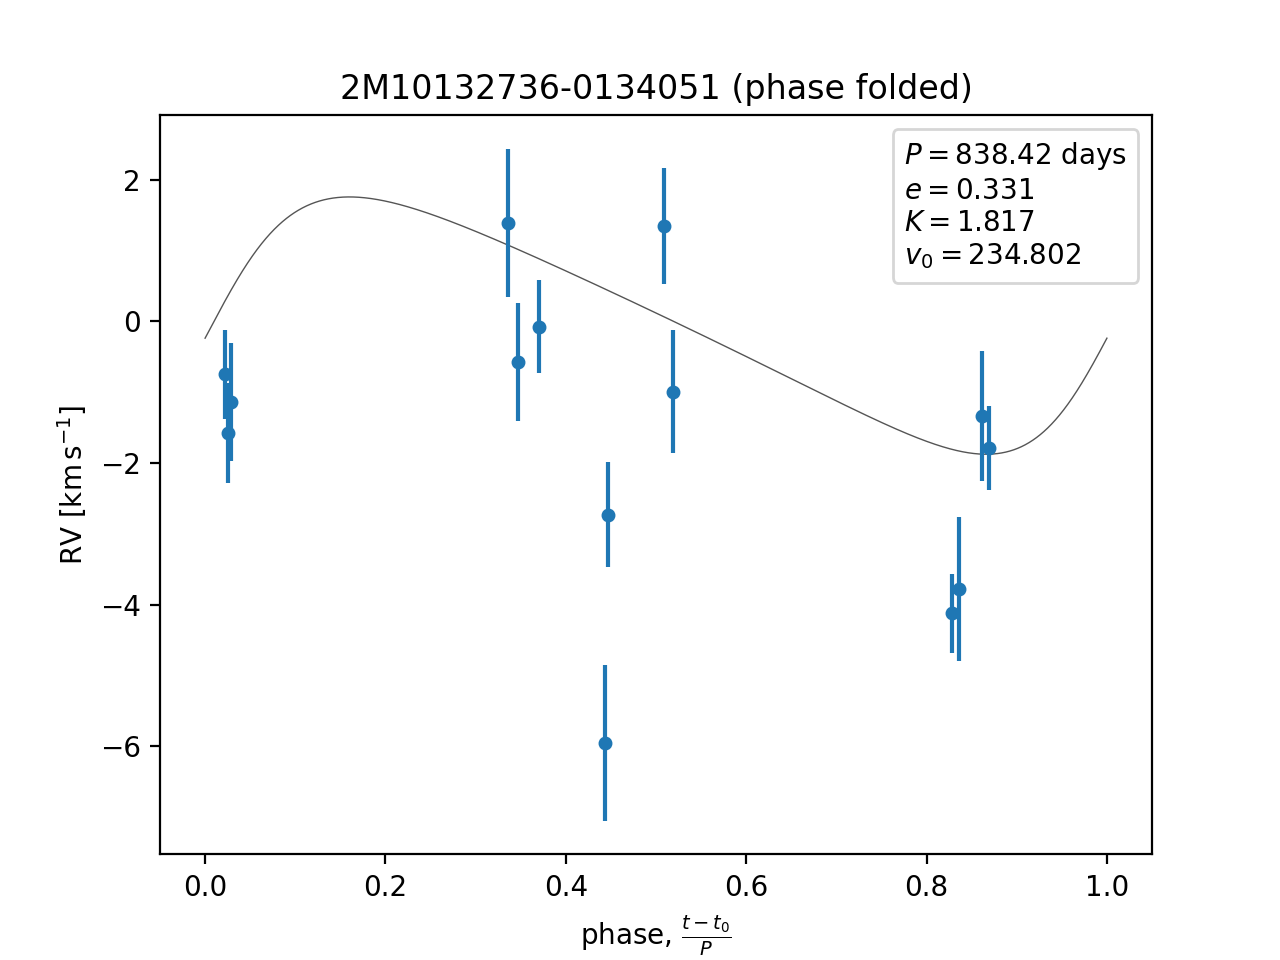 2M10132736-0134051 (phase folded)
P = 838.42 days
e = 0.331
K = 1.817
v₀ = 234.802
2
0
−2
−4
−6
RV [km s⁻¹]
0.0 0.2 0.4 0.6 0.8 1.0
phase, (t − t₀)/P